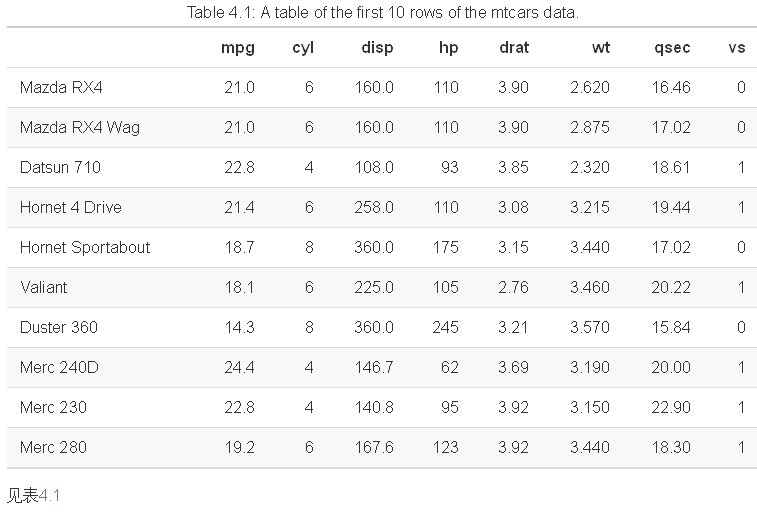 Table 4.1: A table of the first 10 rows of the mtcars data.
mpg cyl disp hp drat wt qsec vs
Mazda RX4 21.0 6 160.0 110 3.90 2.620 16.46 0
Mazda RX4 Wag 21.0 6 160.0 110 3.90 2.875 17.02 0
Datsun 710 22.8 4 108.0 93 3.85 2.320 18.61 1
Hornet 4 Drive 21.4 6 258.0 110 3.08 3.215 19.44 1
Hornet Sportabout 18.7 8 360.0 175 3.15 3.440 17.02 0
Valiant 18.1 6 225.0 105 2.76 3.460 20.22 1
Duster 360 14.3 8 360.0 245 3.21 3.570 15.84 0
Merc 240D 24.4 4 146.7 62 3.69 3.190 20.00 1
Merc 230 22.8 4 140.8 95 3.92 3.150 22.90 1
Merc 280 19.2 6 167.6 123 3.92 3.440 18.30 1
见表4.1